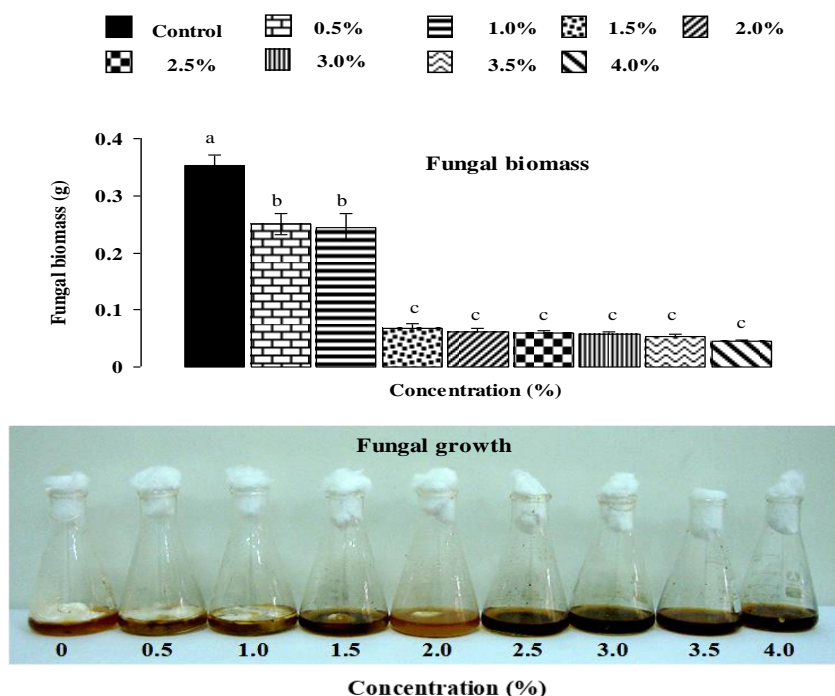 Control 0.5% 1.0% 1.5% 2.0%
2.5% 3.0% 3.5% 4.0%
Fungal biomass
Fungal biomass (g)
0.4
0.3
0.2
0.1
0
a
b
b
c
c
c
c
c
c
Concentration (%)
Fungal growth
0 0.5 1.0 1.5 2.0 2.5 3.0 3.5 4.0
Concentration (%)